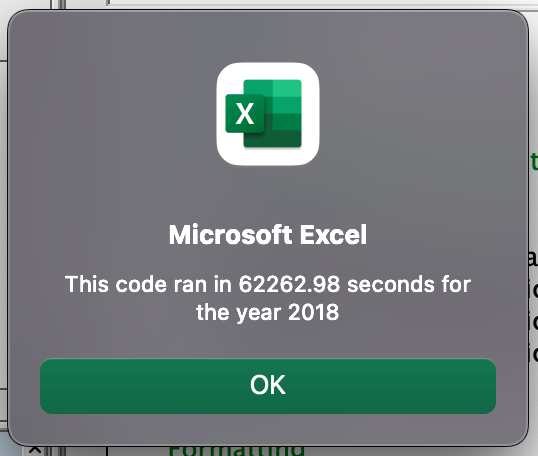 X
Microsoft Excel
This code ran in 62262.98 seconds for
the year 2018
OK
Formatting